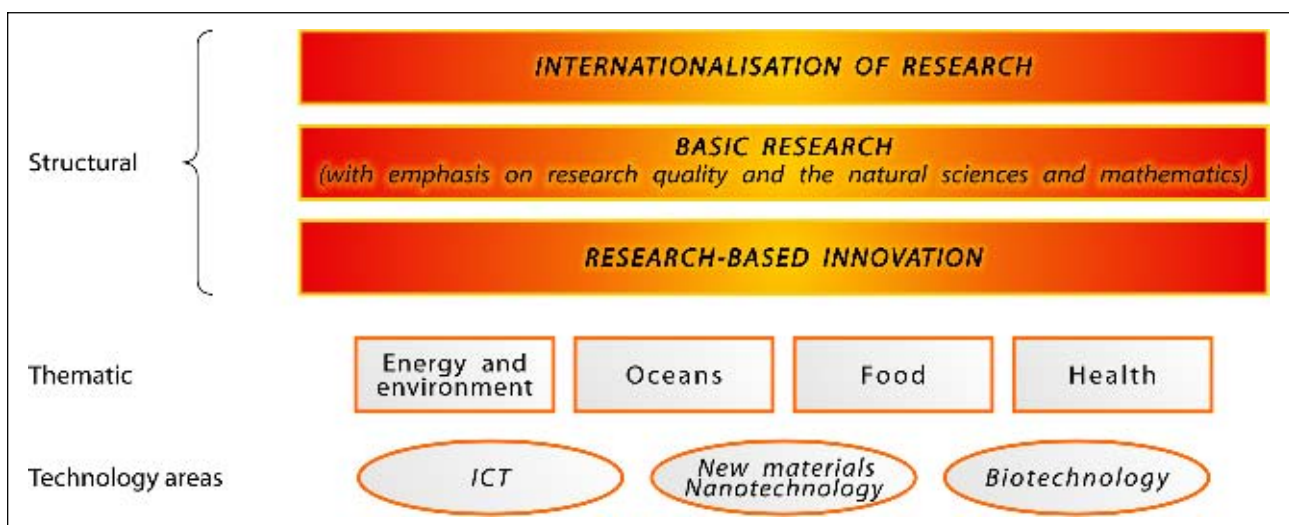 INTERNATIONALISATION OF RESEARCH
Structural
BASIC RESEARCH
(with emphasis on research quality and the natural sciences and mathematics)
RESEARCH-BASED INNOVATION
Thematic
Energy and
environment
Oceans
Food
Health
Technology areas
ICT
New materials
Nanotechnology
Biotechnology